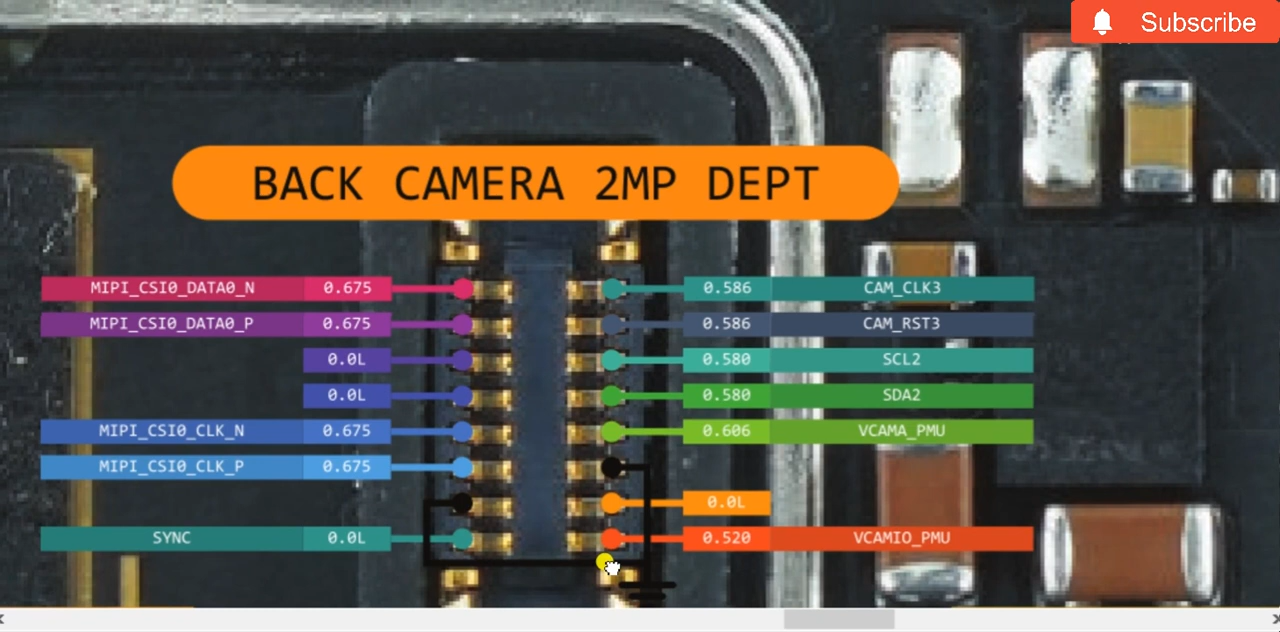 Subscribe
BACK CAMERA 2MP DEPT
MIPI_CSI0_DATA0_N 0.675 0.586 CAM_CLK3
MIPI_CSI0_DATA0_P 0.675 0.586 CAM_RST3
0.0L 0.580 SCL2
0.0L 0.580 SDA2
MIPI_CSI0_CLK_N 0.675 0.606 VCAMA_PMU
MIPI_CSI0_CLK_P 0.675
0.0L
SYNC 0.0L 0.520 VCAMIO_PMU